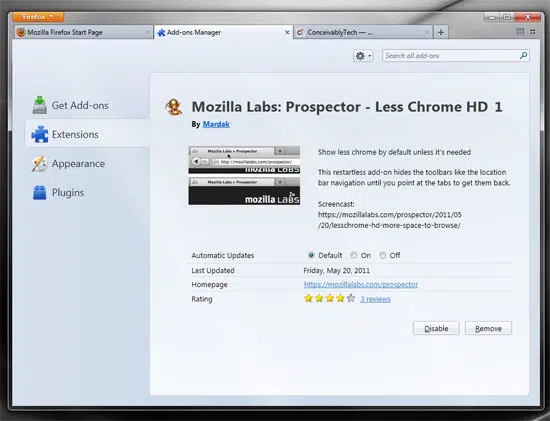 Firefox
Mozilla Firefox Start Page
Add-ons Manager
ConceivablyTech — ...
Search all add-ons
Get Add-ons
Extensions
Appearance
Plugins
Mozilla Labs: Prospector - Less Chrome HD 1
By Mardak
Mozilla Labs • Prospector
http://mozillalabs.com/prospector/
mozilla LABS
Mozilla Labs • Prospector
mozilla LABS
Show less chrome by default unless it's needed
This restartless add-on hides the toolbars like the location
bar navigation until you point at the tabs to get them back.
Screencast:
https://mozillalabs.com/prospector/2011/05
/20/lesschrome-hd-more-space-to-browse/
Automatic Updates Default On Off
Last Updated Friday, May 20, 2011
Homepage https://mozillalabs.com/prospector
Rating 3 reviews
Disable Remove